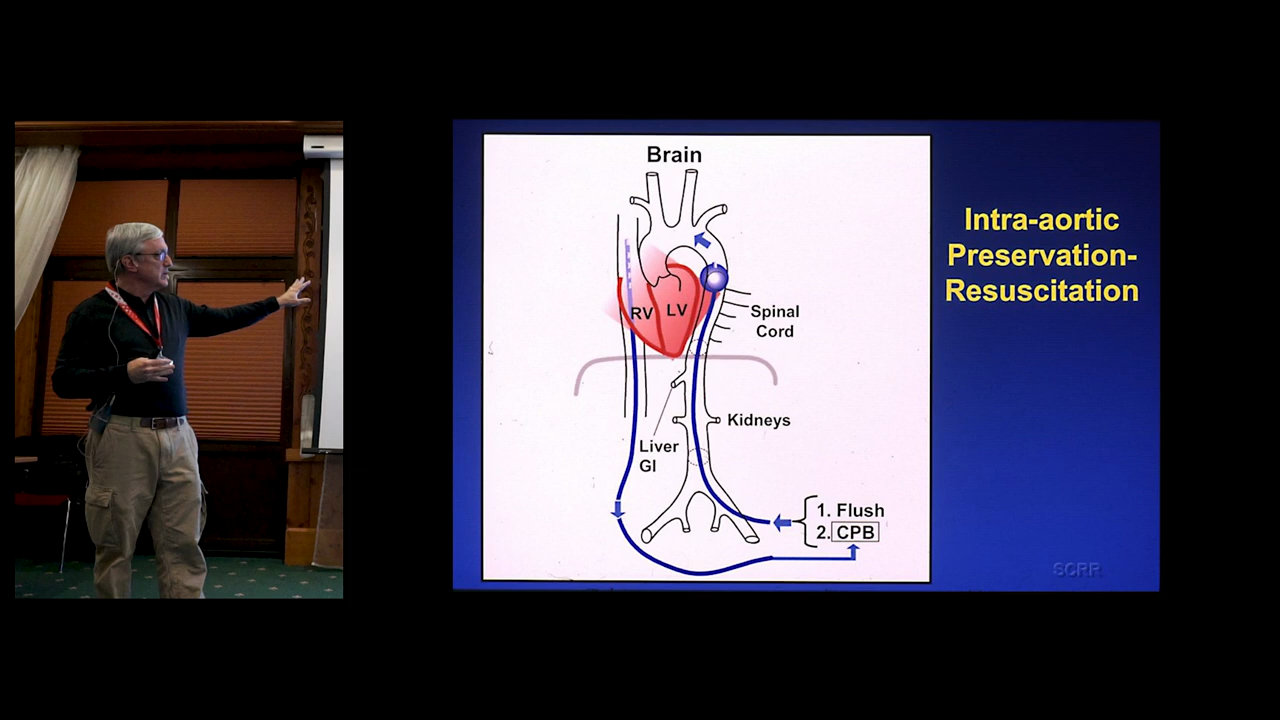 Brain
Intra-aortic
Preservation-
Resuscitation
RV
LV
Spinal
Cord
Kidneys
Liver
GI
1. Flush
2. CPB
SCRR